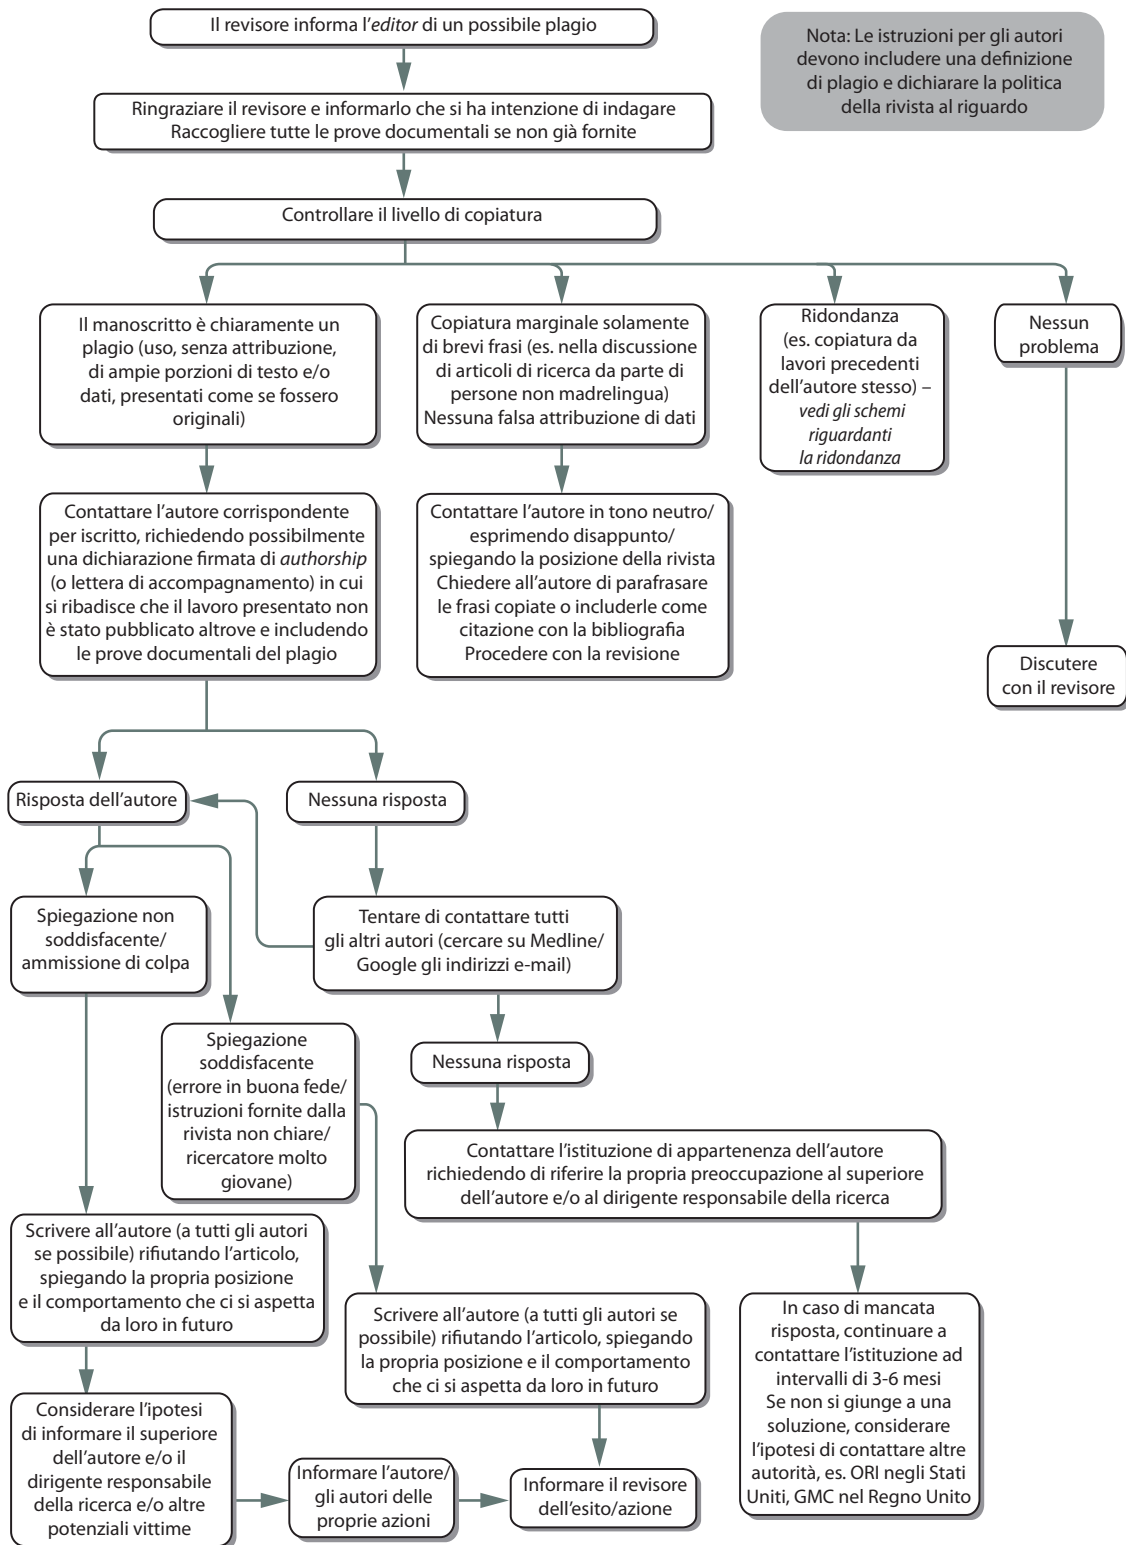 Il revisore informa l'editor di un possibile plagio
Nota: Le istruzioni per gli autori
devono includere una definizione
di plagio e dichiarare la politica
della rivista al riguardo
Ringraziare il revisore e informarlo che si ha intenzione di indagare
Raccogliere tutte le prove documentali se non già fornite
Controllare il livello di copiatura
Il manoscritto è chiaramente un
plagio (uso, senza attribuzione,
di ampie porzioni di testo e/o
dati, presentati come se fossero
originali)
Copiatura marginale solamente
di brevi frasi (es. nella discussione
di articoli di ricerca da parte di
persone non madrelingua)
Nessuna falsa attribuzione di dati
Ridondanza
(es. copiatura da
lavori precedenti
dell'autore stesso) –
vedi gli schemi
riguardanti
la ridondanza
Nessun
problema
Contattare l'autore corrispondente
per iscritto, richiedendo possibilmente
una dichiarazione firmata di authorship
(o lettera di accompagnamento) in cui
si ribadisce che il lavoro presentato non
è stato pubblicato altrove e includendo
le prove documentali del plagio
Contattare l'autore in tono neutro/
esprimendo disappunto/
spiegando la posizione della rivista
Chiedere all'autore di parafrasare
le frasi copiate o includerle come
citazione con la bibliografia
Procedere con la revisione
Discutere
con il revisore
Risposta dell'autore
Nessuna risposta
Spiegazione non
soddisfacente/
ammissione di colpa
Tentare di contattare tutti
gli altri autori (cercare su Medline/
Google gli indirizzi e-mail)
Spiegazione
soddisfacente
(errore in buona fede/
istruzioni fornite dalla
rivista non chiare/
ricercatore molto
giovane)
Nessuna risposta
Contattare l'istituzione di appartenenza dell'autore
richiedendo di riferire la propria preoccupazione al superiore
dell'autore e/o al dirigente responsabile della ricerca
Scrivere all'autore (a tutti gli autori
se possibile) rifiutando l'articolo,
spiegando la propria posizione
e il comportamento che ci si aspetta
da loro in futuro
Scrivere all'autore (a tutti gli autori se
possibile) rifiutando l'articolo, spiegando
la propria posizione e il comportamento
che ci si aspetta da loro in futuro
In caso di mancata
risposta, continuare a
contattare l'istituzione ad
intervalli di 3-6 mesi
Se non si giunge a una
soluzione, considerare
l'ipotesi di contattare altre
autorità, es. ORI negli Stati
Uniti, GMC nel Regno Unito
Considerare l'ipotesi
di informare il superiore
dell'autore e/o il
dirigente responsabile
della ricerca e/o altre
potenziali vittime
Informare l'autore/
gli autori delle
proprie azioni
Informare il revisore
dell'esito/azione